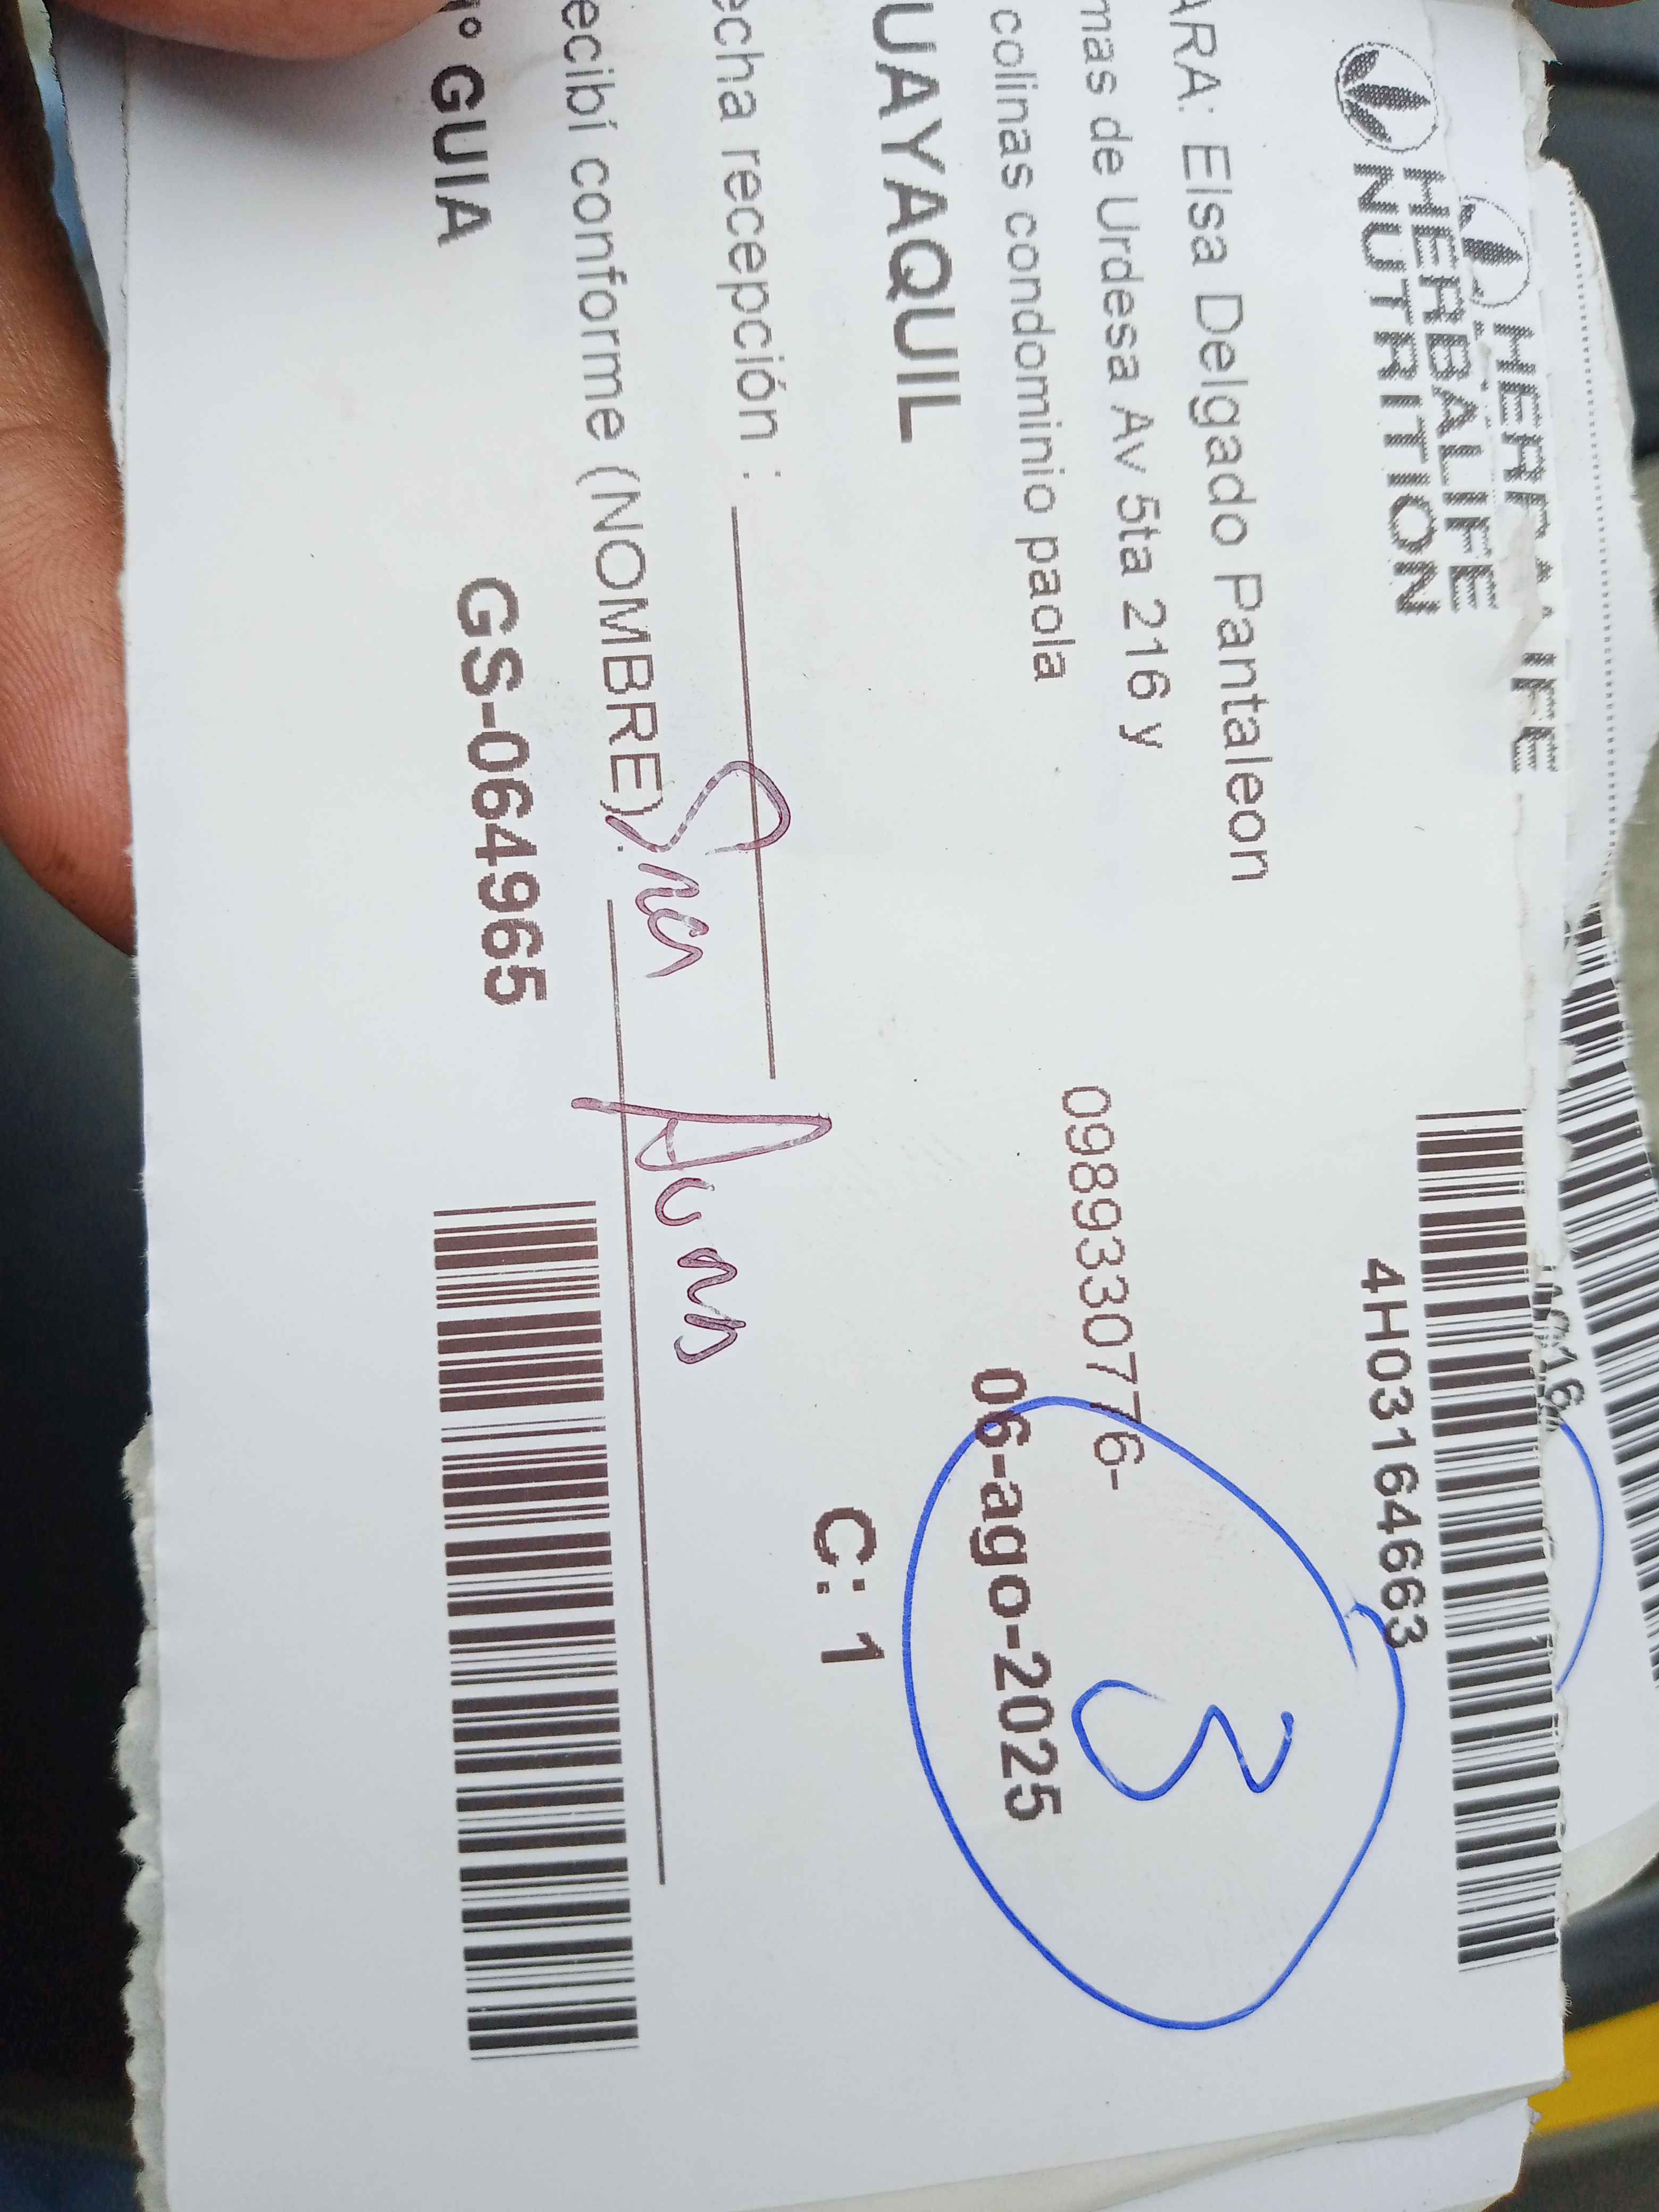 HERBALIFE
HERBALIFE
NUTRITION
4H03164663
ARA: Elsa Delgado Pantaleon
mas de Urdesa Av 5ta 216 y
0989330776-
colinas condominio paola
3
06-ago-2025
UAYAQUIL
C: 1
echa recepción :
ecibí conforme (NOMBRE):
° GUIA
GS-064965